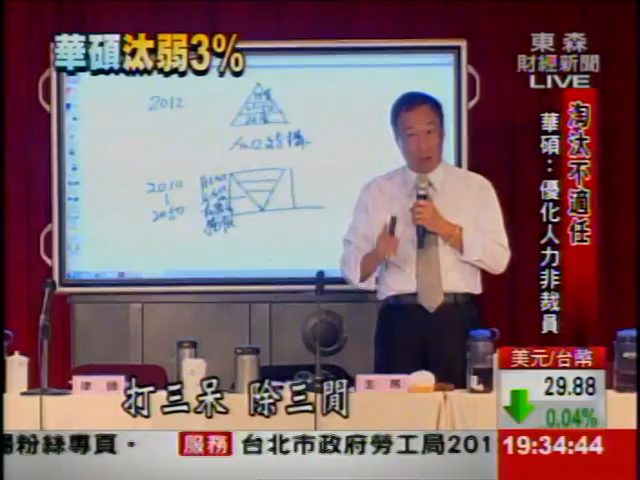 華碩汰弱3%
東森
財經新聞
LIVE
淘汰不適任
華碩：優化人力非裁員
2012
2010
美元/台幣
29.88
0.04%
打三呆 除三閒
粉絲專頁。
服務
台北市政府勞工局201
19:34:44